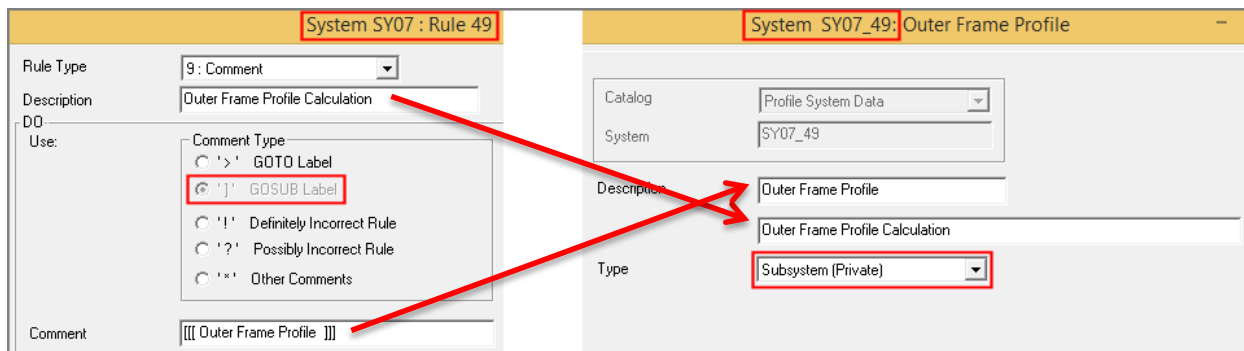 System SY07 : Rule 49
Rule Type
9 : Comment
Description
Outer Frame Profile Calculation
DO
Use:
Comment Type
'>' GOTO Label
']' GOSUB Label
'!' Definitely Incorrect Rule
'?' Possibly Incorrect Rule
'*' Other Comments
Comment
[[[ Outer Frame Profile ]]]
System SY07_49: Outer Frame Profile
Catalog
Profile System Data
System
SY07_49
Description
Outer Frame Profile
Outer Frame Profile Calculation
Type
Subsystem (Private)